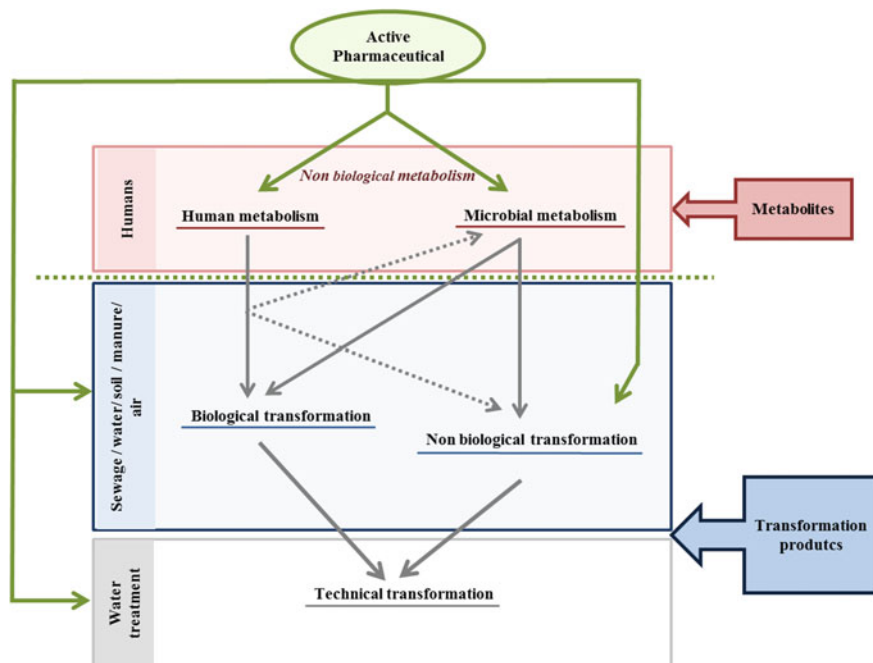 Active
Pharmaceutical
Non biological metabolism
Humans
Human metabolism
Microbial metabolism
Metabolites
Sewage / water/ soil / manure/
air
Biological transformation
Non biological transformation
Transformation
produtcs
Water
treatment
Technical transformation